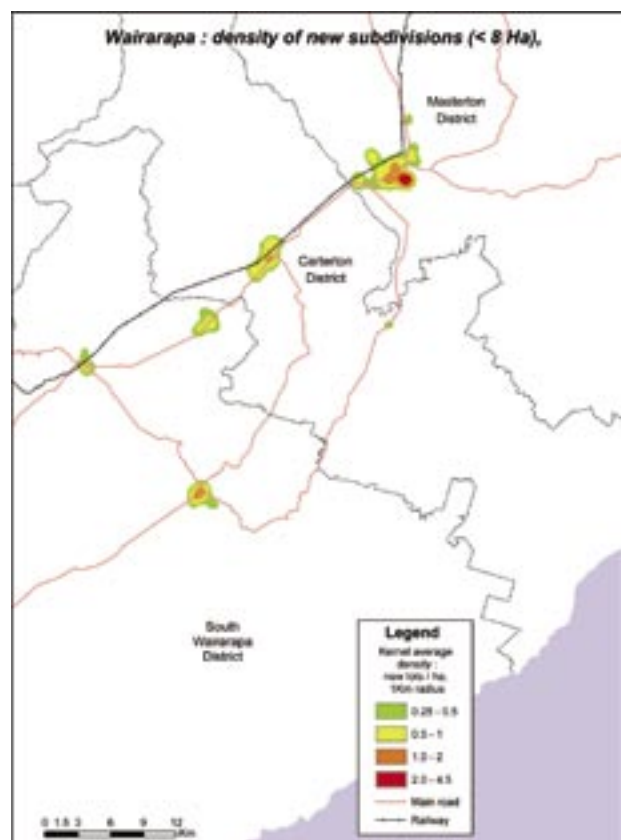 Wairarapa : density of new subdivisions (< 8 Ha),
Masterton
District
Carterton
District
South
Wairarapa
District
Legend
Kernel average
density :
new lots / ha.
1Km radius
0.25 - 0.5
0.5 - 1
1.0 - 2
2.0 - 4.5
Main road
Railway
0 1.5 3 6 9 12
Km